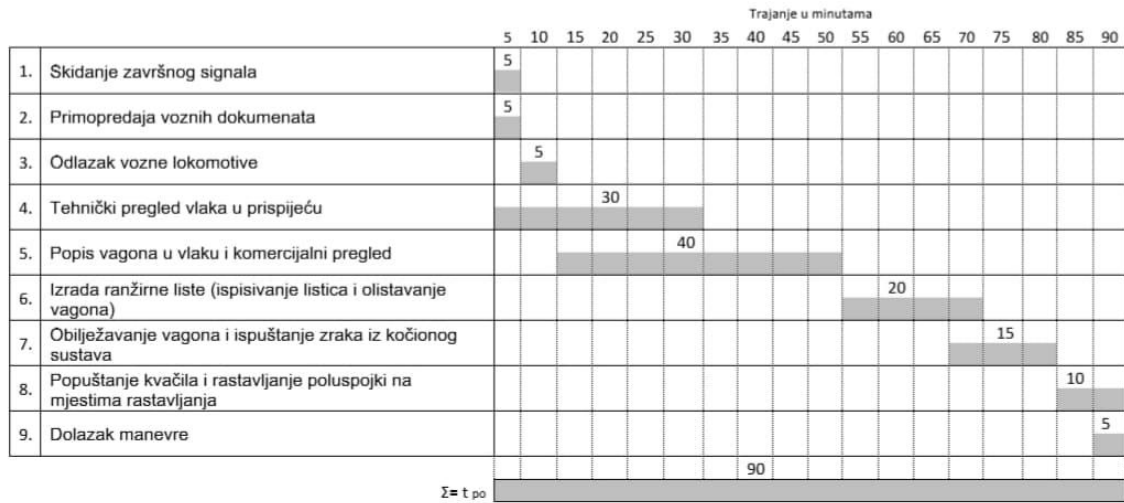 Trajanje u minutama
5 10 15 20 25 30 35 40 45 50 55 60 65 70 75 80 85 90
5
1. Skidanje završnog signala
5
2. Primopredaja voznih dokumenata
5
3. Odlazak vozne lokomotive
30
4. Tehnički pregled vlaka u prispijeću
40
5. Popis vagona u vlaku i komercijalni pregled
20
6. Izrada ranžirne liste (ispisivanje listica i olistavanje
vagona)
15
7. Obilježavanje vagona i ispuštanje zraka iz kočionog
sustava
10
8. Popuštanje kvačila i rastavljanje poluspojki na
mjestima rastavljanja
5
9. Dolazak manevre
90
Σ= t po